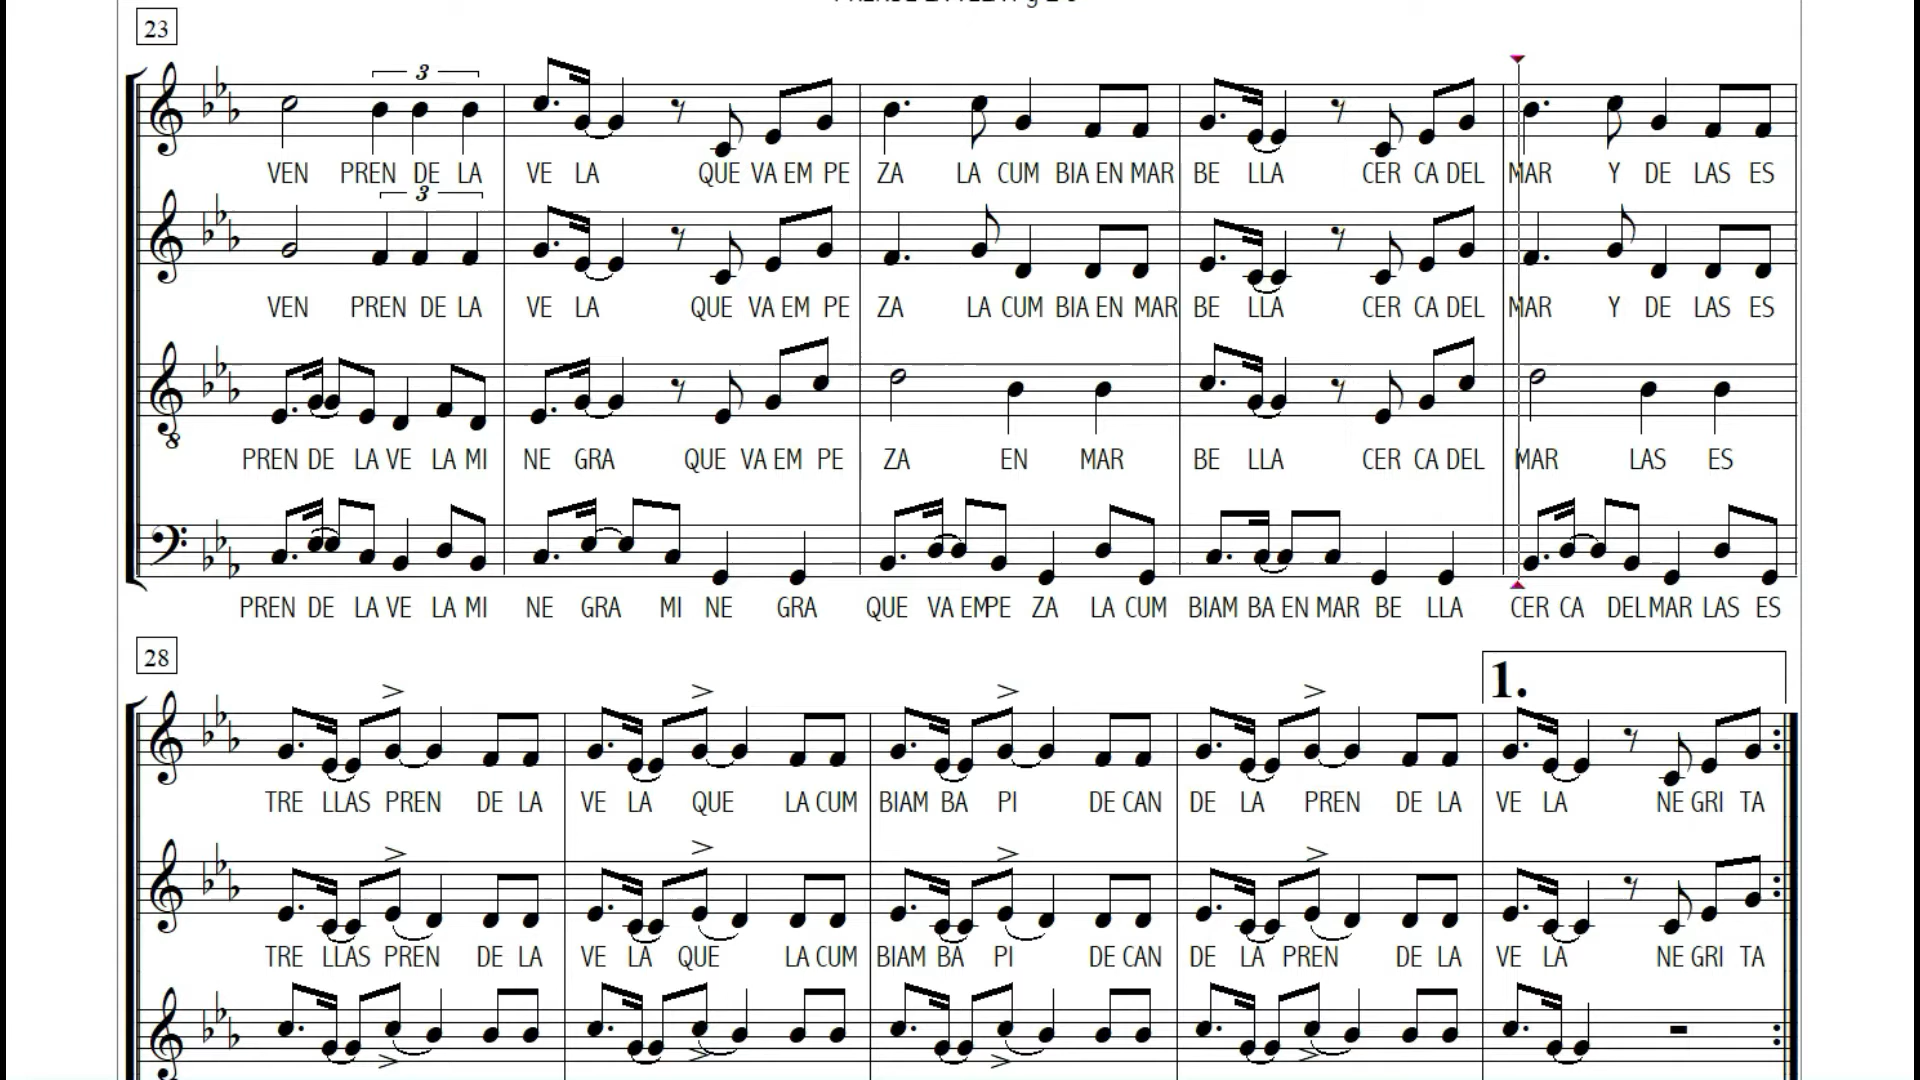 23
3
VEN PREN DE LA VE LA QUE VA EM PE ZA LA CUM BIA EN MAR BE LLA CER CA DEL MAR Y DE LAS ES
3
VEN PREN DE LA VE LA QUE VA EM PE ZA LA CUM BIA EN MAR BE LLA CER CA DEL MAR Y DE LAS ES
8
PREN DE LA VE LA MI NE GRA QUE VA EM PE ZA EN MAR BE LLA CER CA DEL MAR LAS ES
PREN DE LA VE LA MI NE GRA MI NE GRA QUE VA EMPE ZA LA CUM BIAM BA EN MAR BE LLA CER CA DEL MAR LAS ES
28
1.
TRE LLAS PREN DE LA VE LA QUE LA CUM BIAM BA PI DE CAN DE LA PREN DE LA VE LA NE GRI TA
TRE LLAS PREN DE LA VE LA QUE LA CUM BIAM BA PI DE CAN DE LA PREN DE LA VE LA NE GRI TA